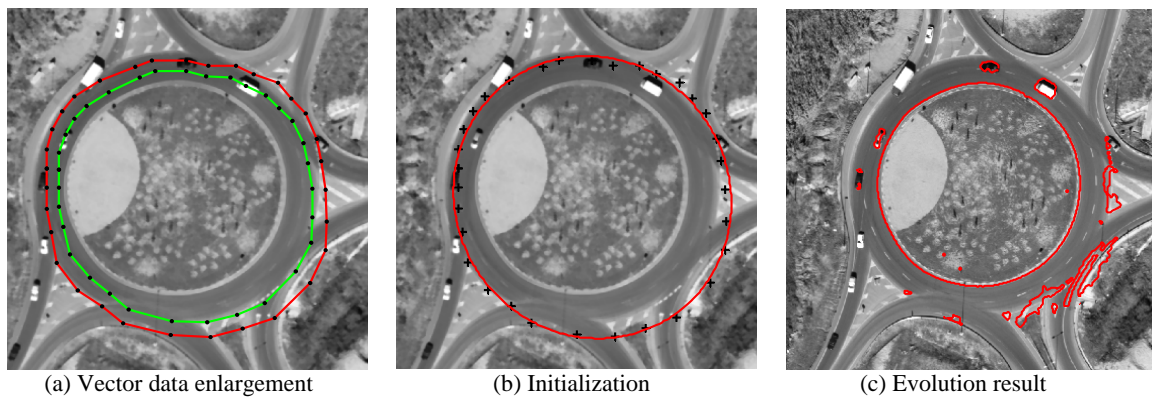 (a) Vector data enlargement
(b) Initialization
(c) Evolution result